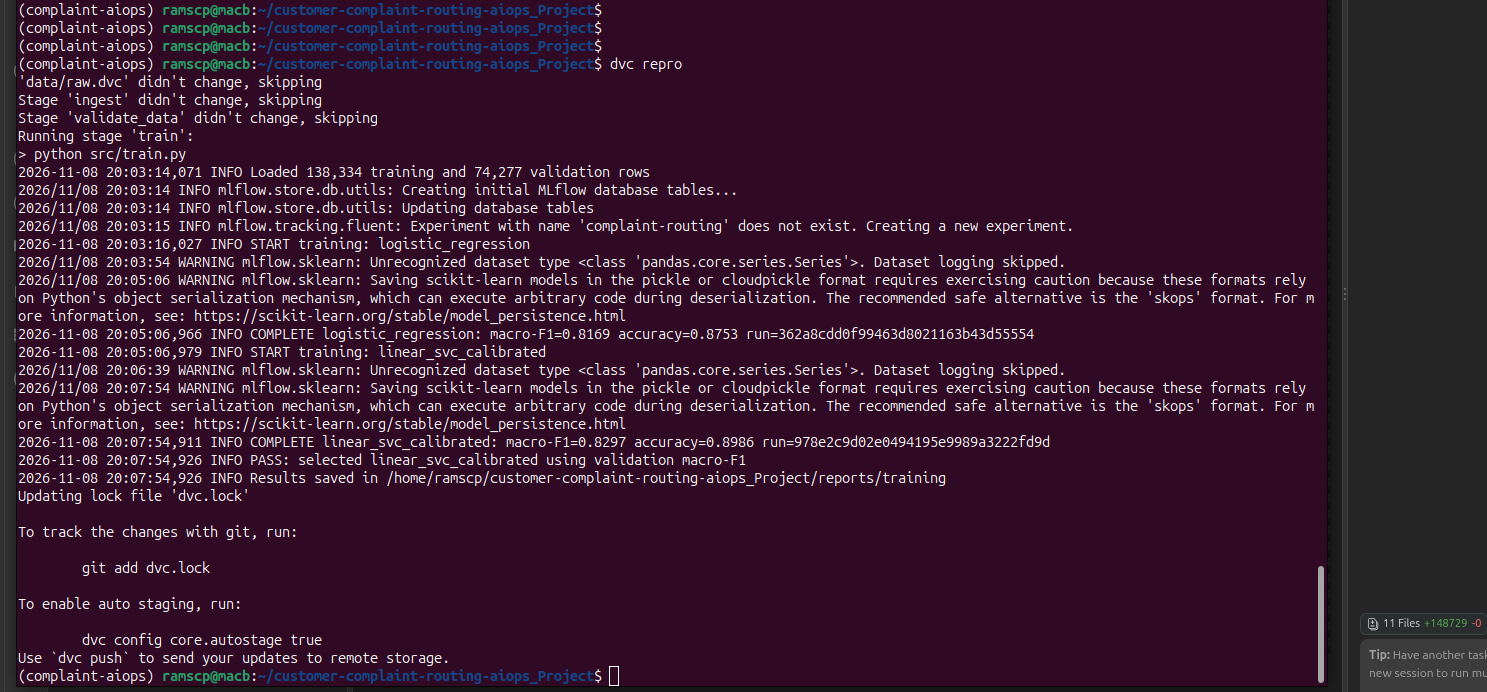 (complaint-aiops) ramscp@macb:~/customer-complaint-routing-aiops_Project$
(complaint-aiops) ramscp@macb:~/customer-complaint-routing-aiops_Project$
(complaint-aiops) ramscp@macb:~/customer-complaint-routing-aiops_Project$
(complaint-aiops) ramscp@macb:~/customer-complaint-routing-aiops_Project$ dvc repro
'data/raw.dvc' didn't change, skipping
Stage 'ingest' didn't change, skipping
Stage 'validate_data' didn't change, skipping
Running stage 'train':
> python src/train.py
2026-11-08 20:03:14,071 INFO Loaded 138,334 training and 74,277 validation rows
2026/11/08 20:03:14 INFO mlflow.store.db.utils: Creating initial MLflow database tables...
2026/11/08 20:03:14 INFO mlflow.store.db.utils: Updating database tables
2026/11/08 20:03:15 INFO mlflow.tracking.fluent: Experiment with name 'complaint-routing' does not exist. Creating a new experiment.
2026-11-08 20:03:16,027 INFO START training: logistic_regression
2026/11/08 20:03:54 WARNING mlflow.sklearn: Unrecognized dataset type <class 'pandas.core.series.Series'>. Dataset logging skipped.
2026/11/08 20:05:06 WARNING mlflow.sklearn: Saving scikit-learn models in the pickle or cloudpickle format requires exercising caution because these formats rely
on Python's object serialization mechanism, which can execute arbitrary code during deserialization. The recommended safe alternative is the 'skops' format. For m
ore information, see: https://scikit-learn.org/stable/model_persistence.html
2026-11-08 20:05:06,966 INFO COMPLETE logistic_regression: macro-F1=0.8169 accuracy=0.8753 run=362a8cdd0f99463d8021163b43d55554
2026-11-08 20:05:06,979 INFO START training: linear_svc_calibrated
2026/11/08 20:06:39 WARNING mlflow.sklearn: Unrecognized dataset type <class 'pandas.core.series.Series'>. Dataset logging skipped.
2026/11/08 20:07:54 WARNING mlflow.sklearn: Saving scikit-learn models in the pickle or cloudpickle format requires exercising caution because these formats rely
on Python's object serialization mechanism, which can execute arbitrary code during deserialization. The recommended safe alternative is the 'skops' format. For m
ore information, see: https://scikit-learn.org/stable/model_persistence.html
2026-11-08 20:07:54,911 INFO COMPLETE linear_svc_calibrated: macro-F1=0.8297 accuracy=0.8986 run=978e2c9d02e0494195e9989a3222fd9d
2026-11-08 20:07:54,926 INFO PASS: selected linear_svc_calibrated using validation macro-F1
2026-11-08 20:07:54,926 INFO Results saved in /home/ramscp/customer-complaint-routing-aiops_Project/reports/training
Updating lock file 'dvc.lock'
To track the changes with git, run:
git add dvc.lock
To enable auto staging, run:
dvc config core.autostage true
Use `dvc push` to send your updates to remote storage.
(complaint-aiops) ramscp@macb:~/customer-complaint-routing-aiops_Project$
11 Files +148729 -0
Tip: Have another task
new session to run mu